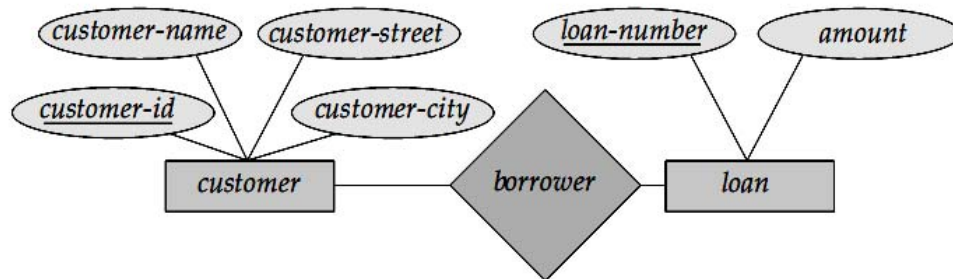 customer-name
customer-street
loan-number
amount
customer-id
customer-city
customer
borrower
loan